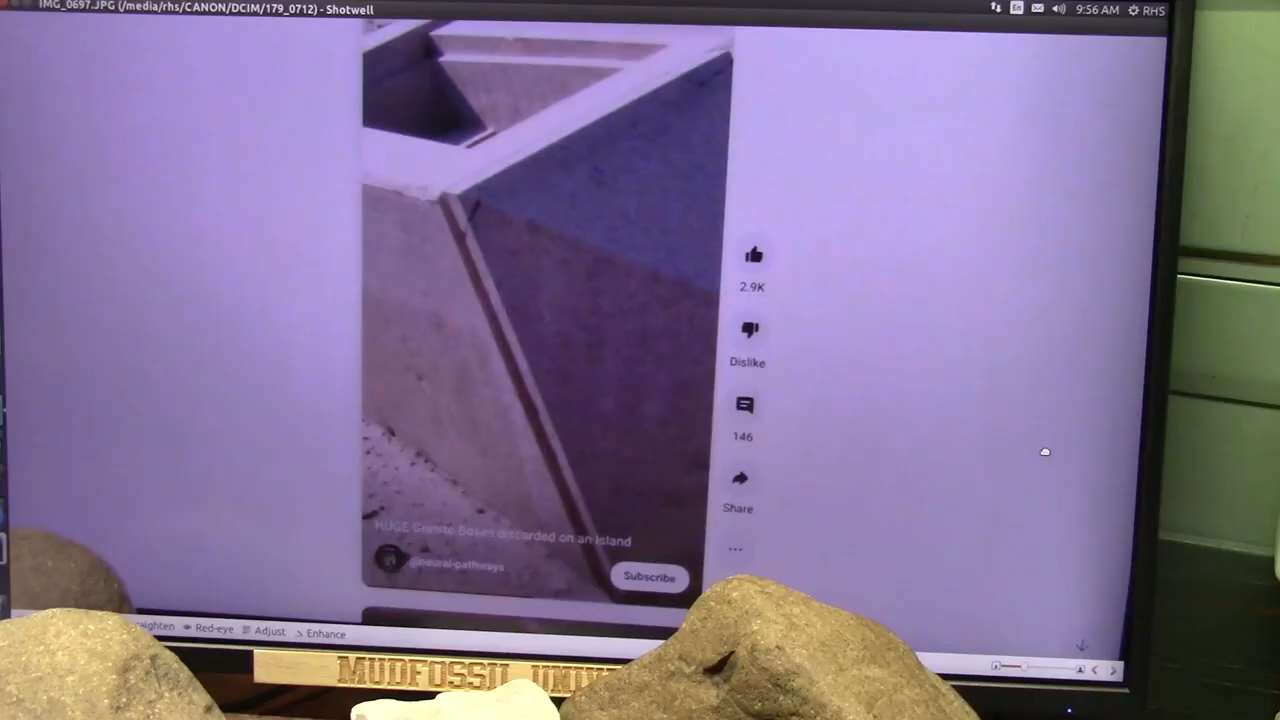 IMG_0697.JPG (/media/rhs/CANON/DCIM/179_0712) - Shotwell
En
9:56 AM
RHS
2.9K
Dislike
146
Share
HUGE Granite Boxes discarded on an Island
@neural-pathways
Subscribe
Red-eye
Adjust
Enhance
MUDFOSSIL